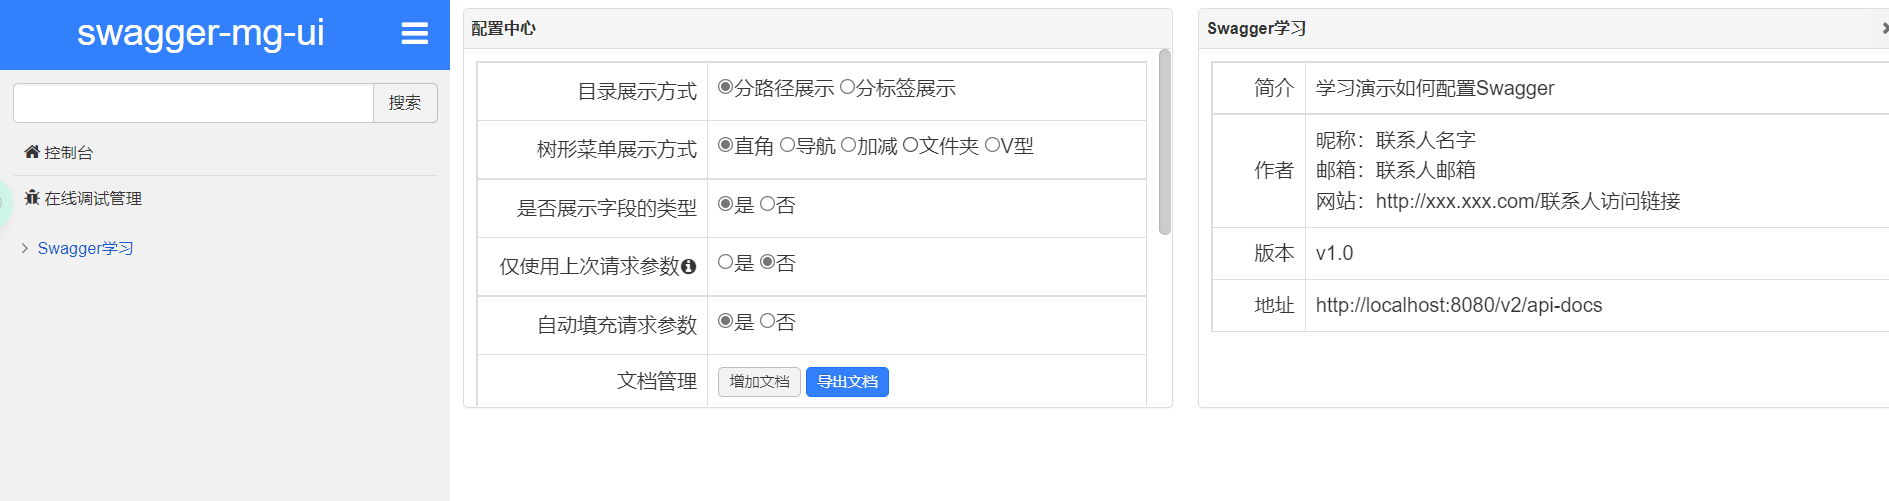 swagger-mg-ui
搜索
控制台
在线调试管理
Swagger学习
配置中心
目录展示方式 分路径展示 分标签展示
树形菜单展示方式 直角 导航 加减 文件夹 V型
是否展示字段的类型 是 否
仅使用上次请求参数 是 否
自动填充请求参数 是 否
文档管理 增加文档 导出文档
Swagger学习
简介 学习演示如何配置Swagger
作者 昵称：联系人名字
邮箱：联系人邮箱
网站：http://xxx.xxx.com/联系人访问链接
版本 v1.0
地址 http://localhost:8080/v2/api-docs